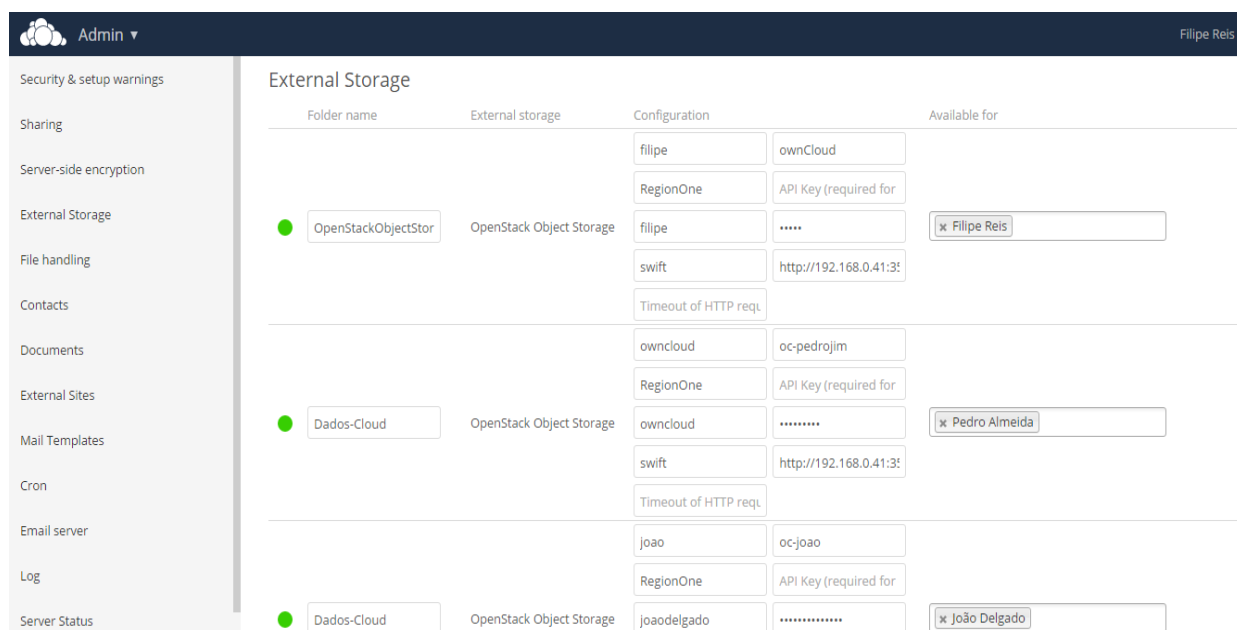 Admin ▾
Filipe Reis
Security & setup warnings
Sharing
Server-side encryption
External Storage
File handling
Contacts
Documents
External Sites
Mail Templates
Cron
Email server
Log
Server Status
External Storage
Folder name External storage Configuration Available for
filipe ownCloud
RegionOne API Key (required for
OpenStackObjectStor OpenStack Object Storage filipe ••••• × Filipe Reis
swift http://192.168.0.41:35
Timeout of HTTP requ
owncloud oc-pedrojim
RegionOne API Key (required for
Dados-Cloud OpenStack Object Storage owncloud ••••••••• × Pedro Almeida
swift http://192.168.0.41:35
Timeout of HTTP requ
joao oc-joao
RegionOne API Key (required for
Dados-Cloud OpenStack Object Storage joaodelgado •••••••••••••• × João Delgado